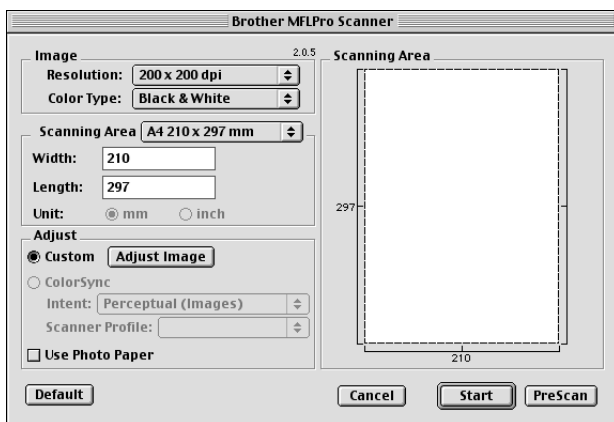 Brother MFLPro Scanner
Image 2.0.5
Resolution: 200 x 200 dpi
Color Type: Black & White
Scanning Area A4 210 x 297 mm
Width: 210
Length: 297
Unit: mm inch
Adjust
Custom Adjust Image
ColorSync
Intent: Perceptual (Images)
Scanner Profile:
Use Photo Paper
Scanning Area
297
210
Default Cancel Start PreScan